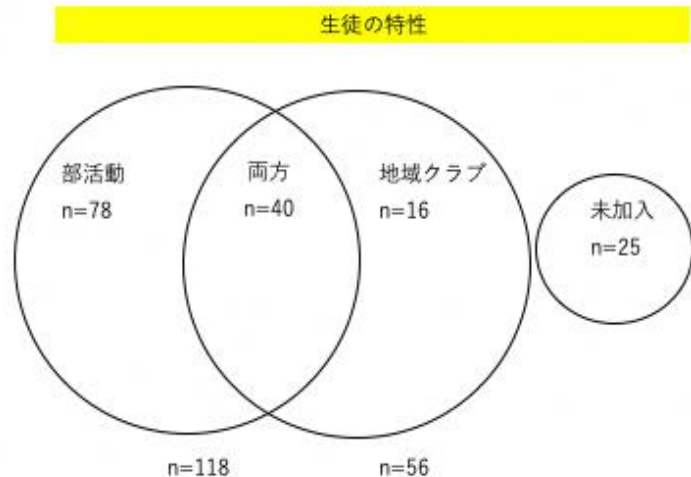 生徒の特性
部活動
n=78
両方
n=40
地域クラブ
n=16
未加入
n=25
n=118
n=56